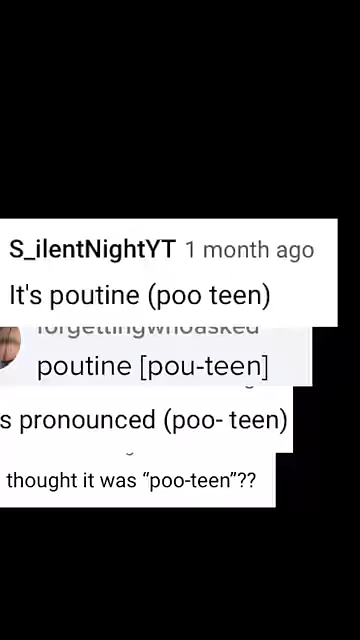 S_ilentNightYT 1 month ago
It's poutine (poo teen)
forgettingwhoasked
poutine [pou-teen]
s pronounced (poo- teen)
thought it was “poo-teen”??